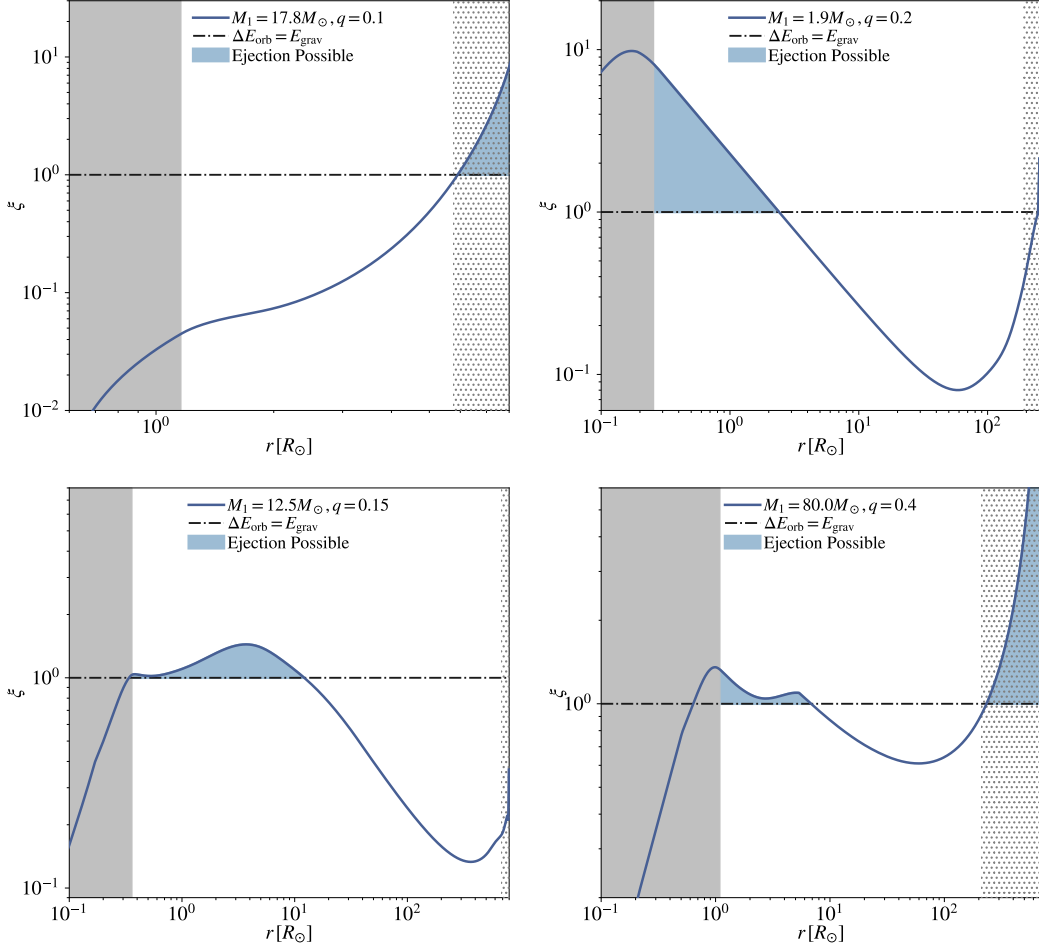 M₁ = 17.8M⊙, q = 0.1
ΔE_orb = E_grav
Ejection Possible
10¹
10⁰
10⁻¹
10⁻²
ξ
10⁰
r [R⊙]
M₁ = 1.9M⊙, q = 0.2
ΔE_orb = E_grav
Ejection Possible
10¹
10⁰
10⁻¹
ξ
10⁻¹ 10⁰ 10¹ 10²
r [R⊙]
M₁ = 12.5M⊙, q = 0.15
ΔE_orb = E_grav
Ejection Possible
10⁰
10⁻¹
ξ
10⁻¹ 10⁰ 10¹ 10²
r [R⊙]
M₁ = 80.0M⊙, q = 0.4
ΔE_orb = E_grav
Ejection Possible
10⁰
ξ
10⁻¹ 10⁰ 10¹ 10²
r [R⊙]